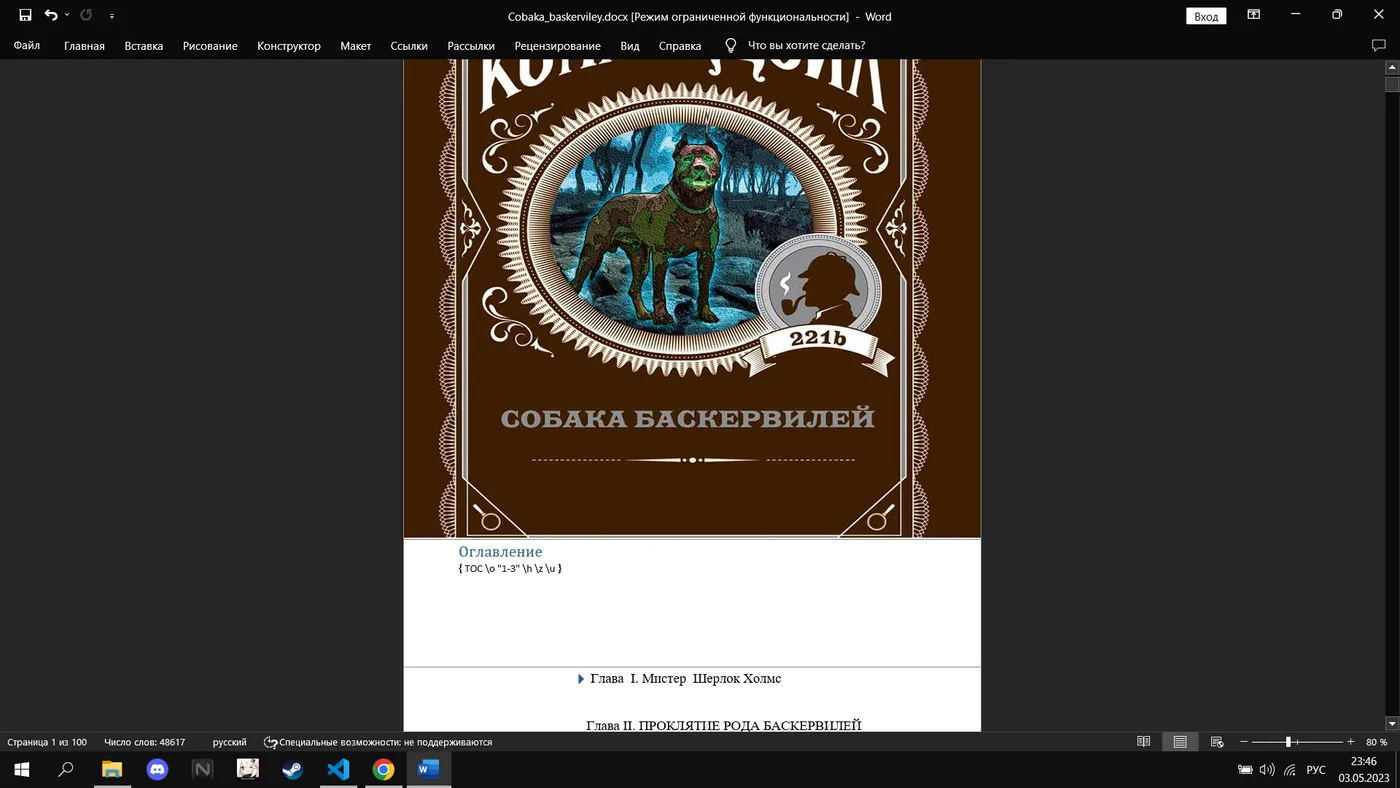 Cobaka_baskerviley.docx [Режим ограниченной функциональности] - Word
Вход
Файл Главная Вставка Рисование Конструктор Макет Ссылки Рассылки Рецензирование Вид Справка Что вы хотите сделать?
221b
СОБАКА БАСКЕРВИЛЕЙ
Оглавление
{ TOC \o "1-3" \h \z \u }
Глава I. Мистер Шерлок Холмс
Глава II. ПРОКЛЯТИЕ РОДА БАСКЕРВИЛЕЙ
Страница 1 из 100 Число слов: 48617 русский Специальные возможности: не поддерживаются 80 %
РУС
23:46
03.05.2023